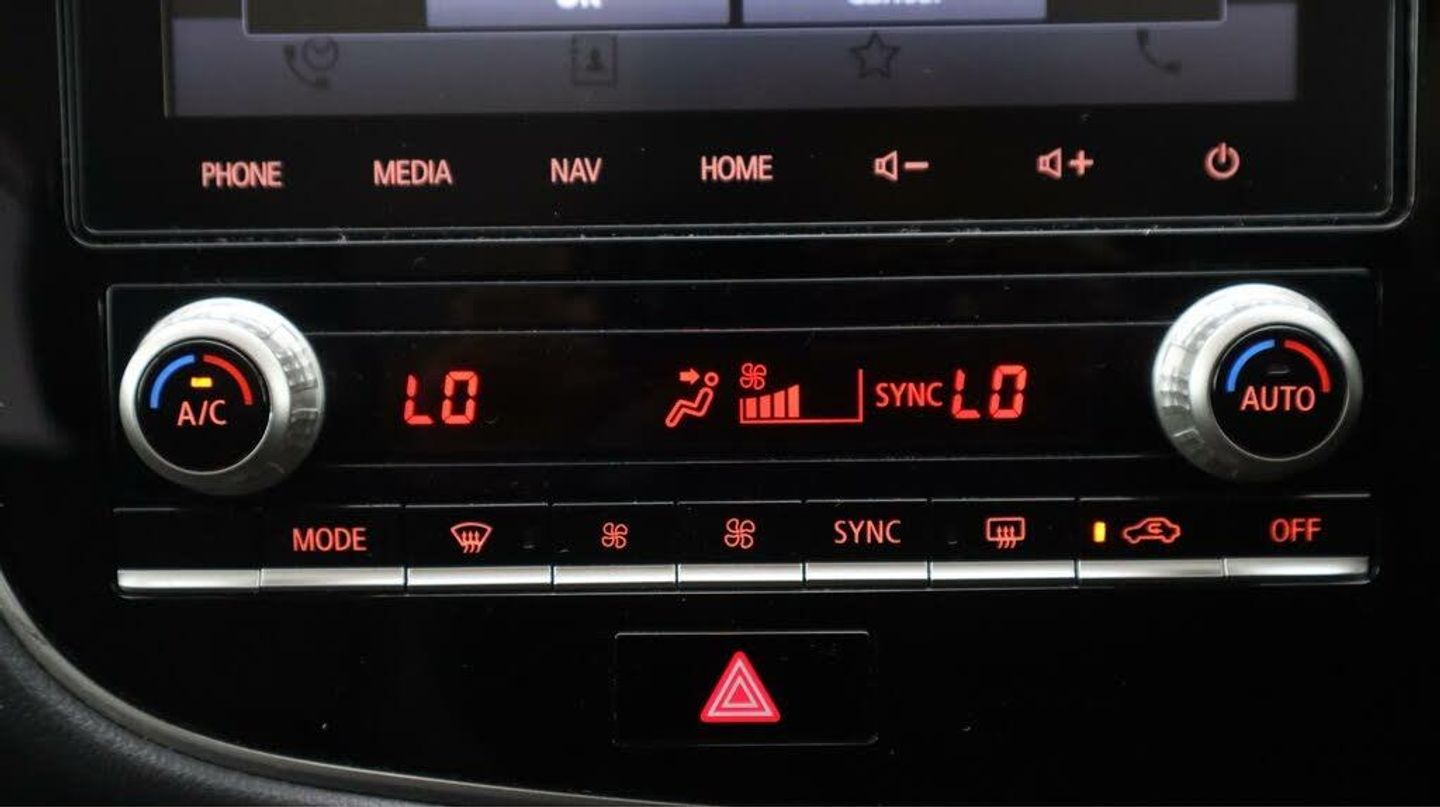 PHONE MEDIA NAV HOME
A/C LO SYNC LO AUTO
MODE SYNC OFF